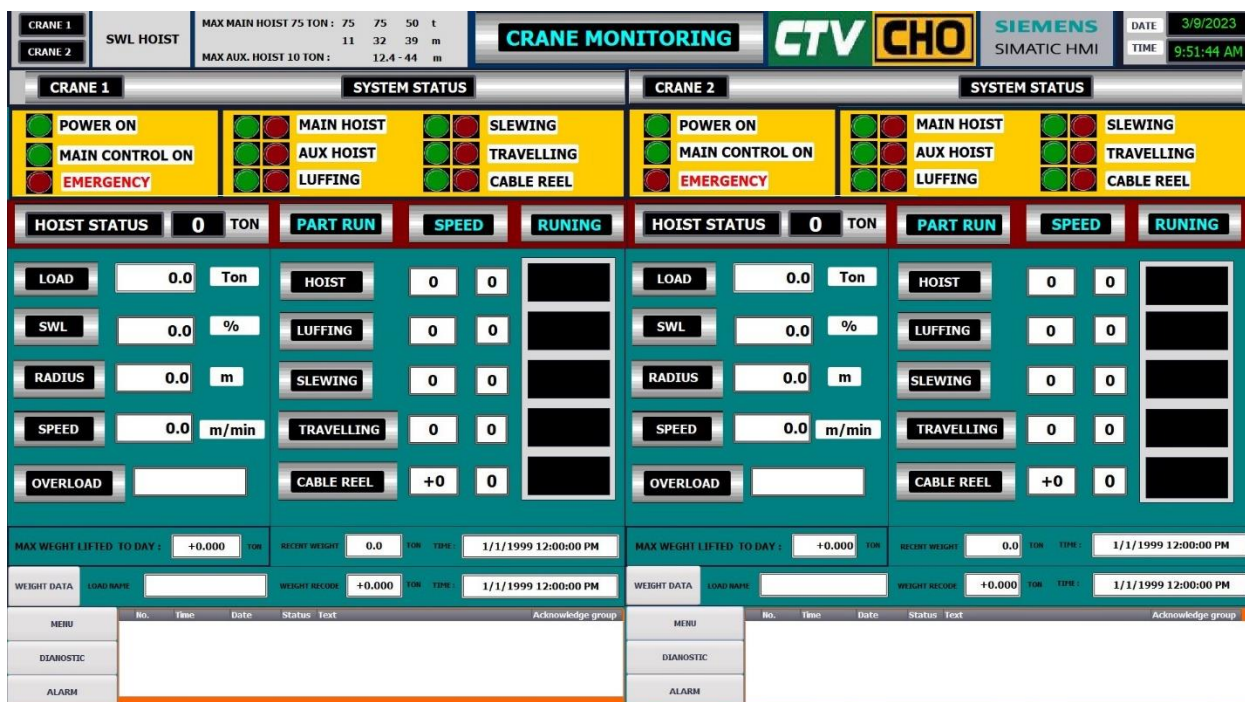 CRANE 1
CRANE 2
SWL HOIST
MAX MAIN HOIST 75 TON : 75 75 50 t
11 32 39 m
MAX AUX. HOIST 10 TON : 12.4 - 44 m
CRANE MONITORING
CTV
CHO
SIEMENS
SIMATIC HMI
DATE 3/9/2023
TIME 9:51:44 AM
CRANE 1 SYSTEM STATUS
POWER ON MAIN HOIST SLEWING
MAIN CONTROL ON AUX HOIST TRAVELLING
EMERGENCY LUFFING CABLE REEL
HOIST STATUS 0 TON PART RUN SPEED RUNING
LOAD 0.0 Ton HOIST 0 0
SWL 0.0 % LUFFING 0 0
RADIUS 0.0 m SLEWING 0 0
SPEED 0.0 m/min TRAVELLING 0 0
OVERLOAD CABLE REEL +0 0
MAX WEGHT LIFTED TO DAY : +0.000 TON RECENT WEIGHT 0.0 TON TIME : 1/1/1999 12:00:00 PM
WEIGHT DATA LOAD NAME WEIGHT RECODE +0.000 TON TIME : 1/1/1999 12:00:00 PM
No. Time Date Status Text Acknowledge group
MENU
DIANOSTIC
ALARM
CRANE 2 SYSTEM STATUS
POWER ON MAIN HOIST SLEWING
MAIN CONTROL ON AUX HOIST TRAVELLING
EMERGENCY LUFFING CABLE REEL
HOIST STATUS 0 TON PART RUN SPEED RUNING
LOAD 0.0 Ton HOIST 0 0
SWL 0.0 % LUFFING 0 0
RADIUS 0.0 m SLEWING 0 0
SPEED 0.0 m/min TRAVELLING 0 0
OVERLOAD CABLE REEL +0 0
MAX WEGHT LIFTED TO DAY : +0.000 TON RECENT WEIGHT 0.0 TON TIME : 1/1/1999 12:00:00 PM
WEIGHT DATA LOAD NAME WEIGHT RECODE +0.000 TON TIME : 1/1/1999 12:00:00 PM
No. Time Date Status Text Acknowledge group
MENU
DIANOSTIC
ALARM